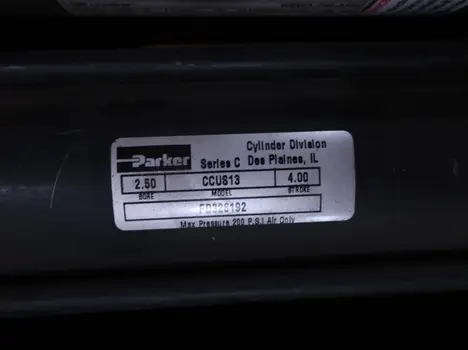 Parker Series C
Cylinder Division
Des Plaines, IL
2.50 CCUS13 4.00
BORE MODEL STROKE
Max Pressure 200 P.S.I Air Only